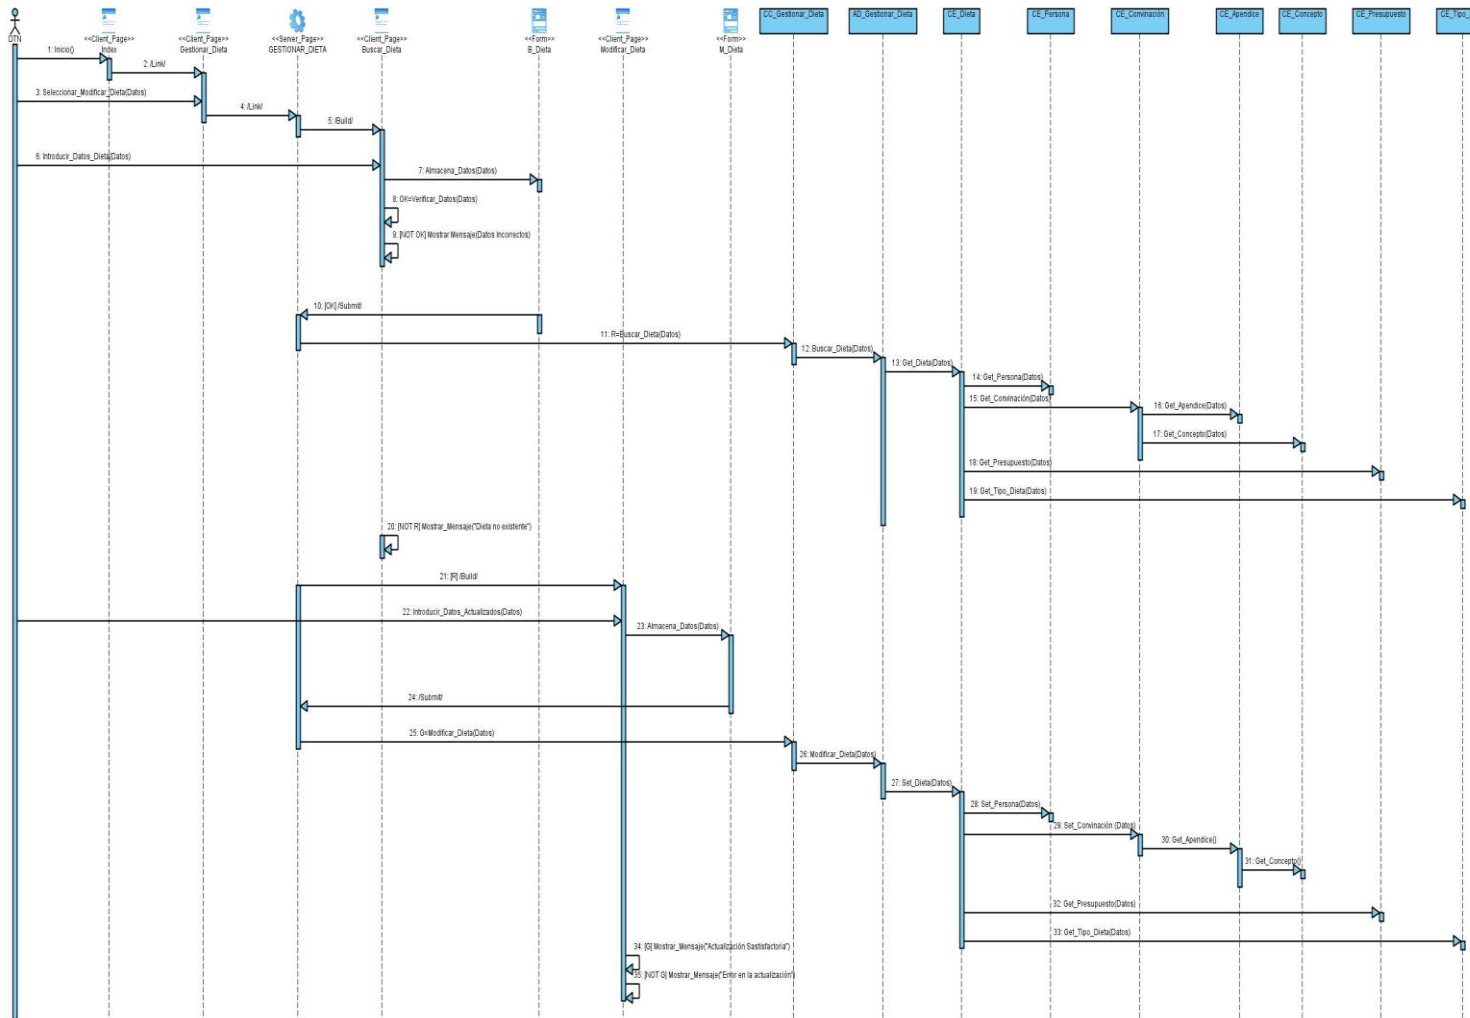 DTN
<<Client_Page>>
Index
<<Client_Page>>
Gestionar_Dieta
<<Server_Page>>
GESTIONAR_DIETA
<<Client_Page>>
Buscar_Dieta
<<Form>>
B_Dieta
<<Client_Page>>
Modificar_Dieta
<<Form>>
M_Dieta
CC_Gestionar_Dieta
AD_Gestionar_Dieta
CE_Dieta
CE_Persona
CE_Convinación
CE_Apendice
CE_Concepto
CE_Presupuesto
CE_Tipo_
1: Inicio()
2: /Link/
3: Seleccionar_Modificar_Dieta(Datos)
4: /Link/
5: /Build/
6: Introducir_Datos_Dieta(Datos)
7: Almacena_Datos(Datos)
8: OK=Verificar_Datos(Datos)
9: [NOT OK] Mostrar Mensaje(Datos Incorrectos)
10: [OK] /Submit/
11: R=Buscar_Dieta(Datos)
12: Buscar_Dieta(Datos)
13: Get_Dieta(Datos)
14: Get_Persona(Datos)
15: Get_Convinación(Datos)
16: Get_Apendice(Datos)
17: Get_Concepto(Datos)
18: Get_Presupuesto(Datos)
19: Get_Tipo_Dieta(Datos)
20: [NOT R] Mostrar_Mensaje("Dieta no existente")
21: [R] /Build/
22: Introducir_Datos_Actualizados(Datos)
23: Almacena_Datos(Datos)
24: /Submit/
25: G=Modificar_Dieta(Datos)
26: Modificar_Dieta(Datos)
27: Set_Dieta(Datos)
28: Set_Persona(Datos)
29: Set_Convinación (Datos)
30: Get_Apendice()
31: Get_Concepto()
32: Get_Presupuesto(Datos)
33: Get_Tipo_Dieta(Datos)
34: [G] Mostrar_Mensaje("Actualización Sastisfactoria")
35: [NOT G] Mostrar_Mensaje("Error en la actualización")